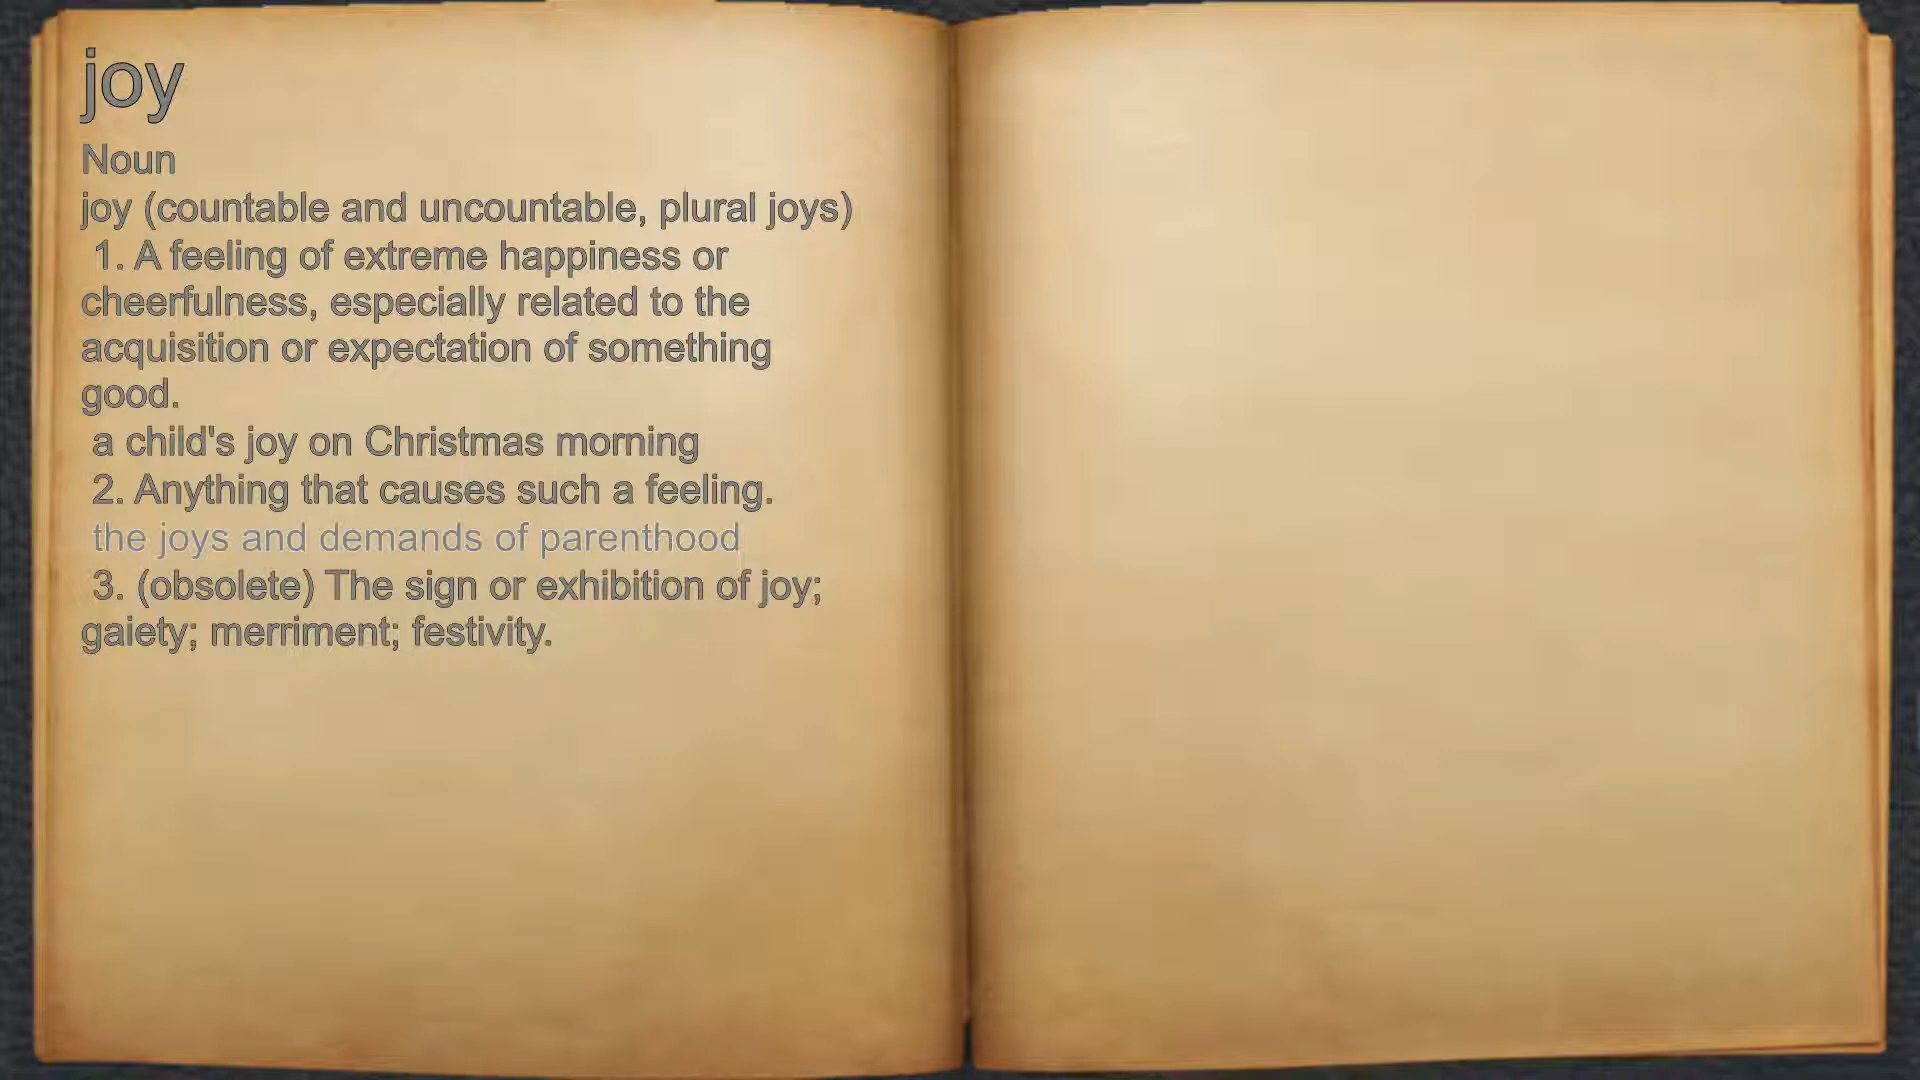 joy
Noun
joy (countable and uncountable, plural joys)
1. A feeling of extreme happiness or
cheerfulness, especially related to the
acquisition or expectation of something
good.
a child's joy on Christmas morning
2. Anything that causes such a feeling.
the joys and demands of parenthood
3. (obsolete) The sign or exhibition of joy;
gaiety; merriment; festivity.